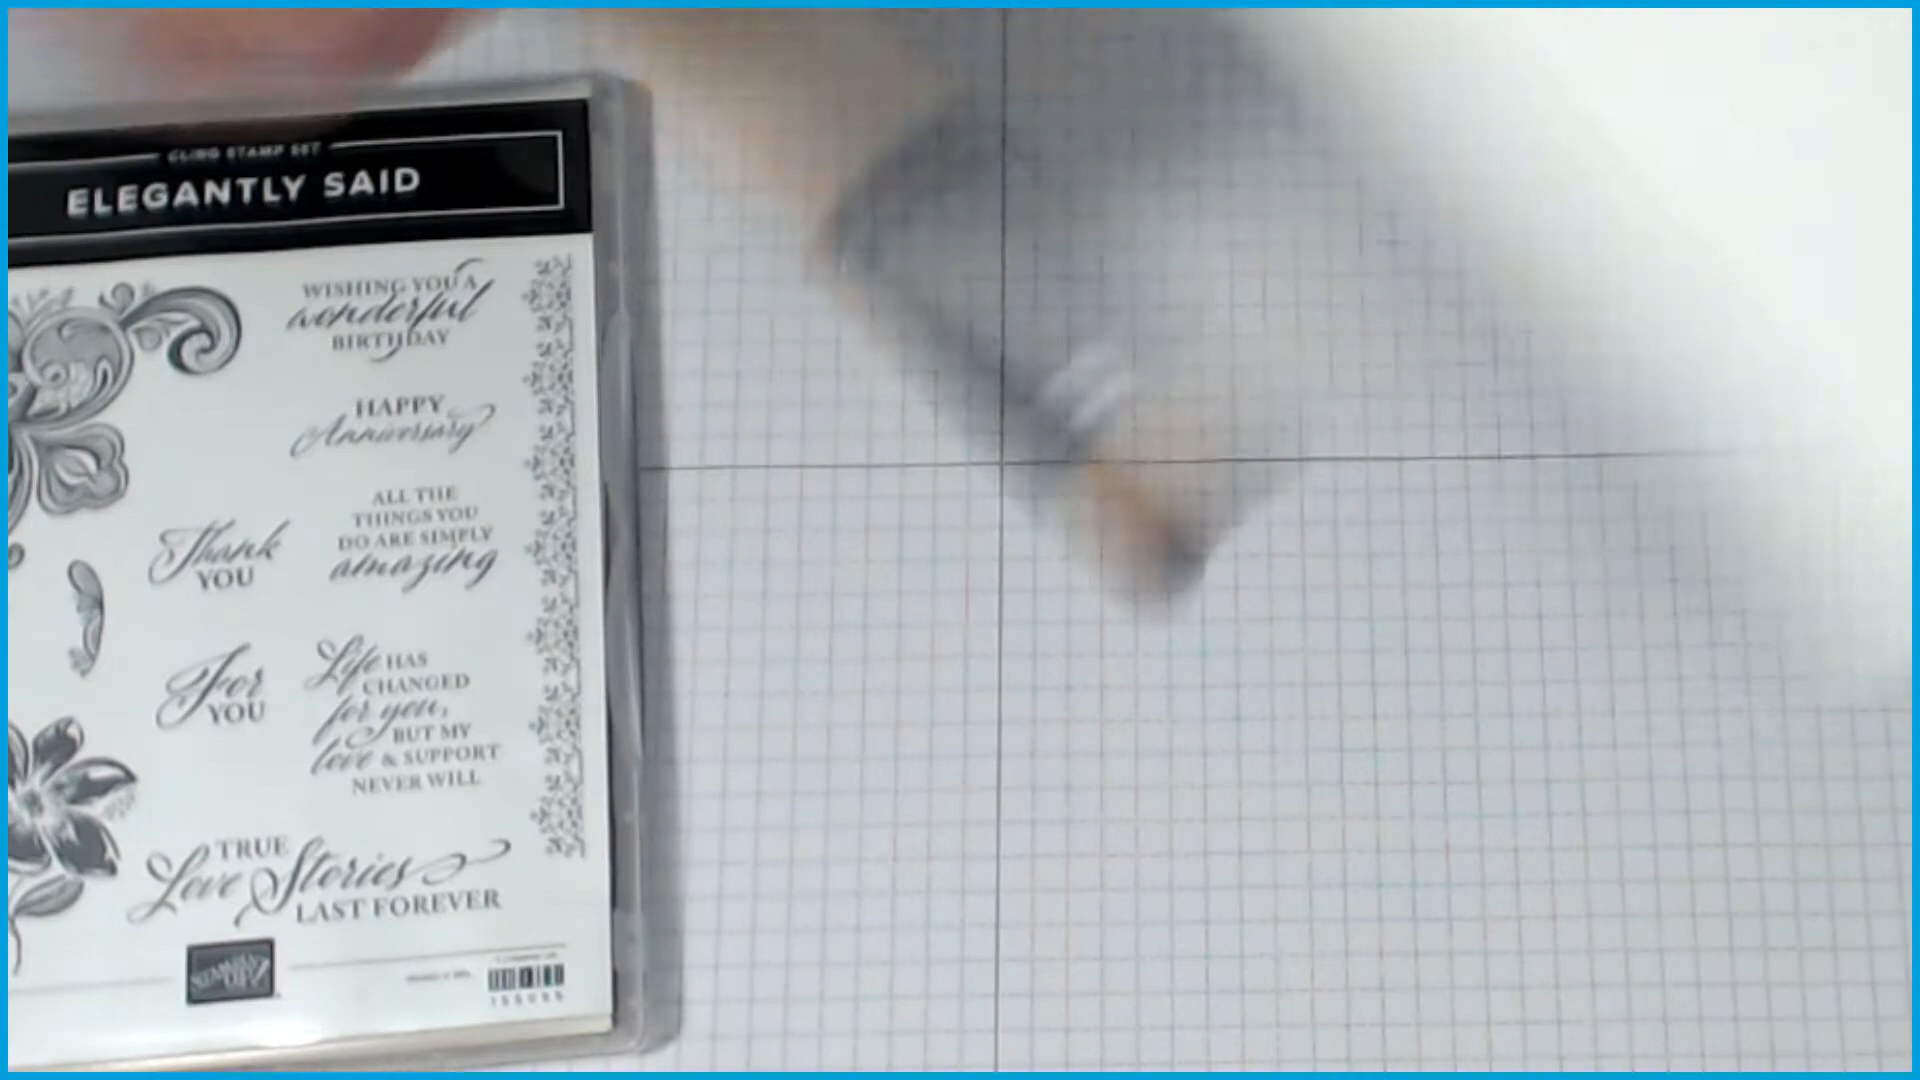 CLING STAMP SET
ELEGANTLY SAID
WISHING YOU A
wonderful
BIRTHDAY
HAPPY
Anniversary
ALL THE
THINGS YOU
DO ARE SIMPLY
amazing
Thank
YOU
For
YOU
Life HAS
CHANGED
for you,
BUT MY
love & SUPPORT
NEVER WILL
TRUE
Love Stories
LAST FOREVER
STAMPIN' UP!